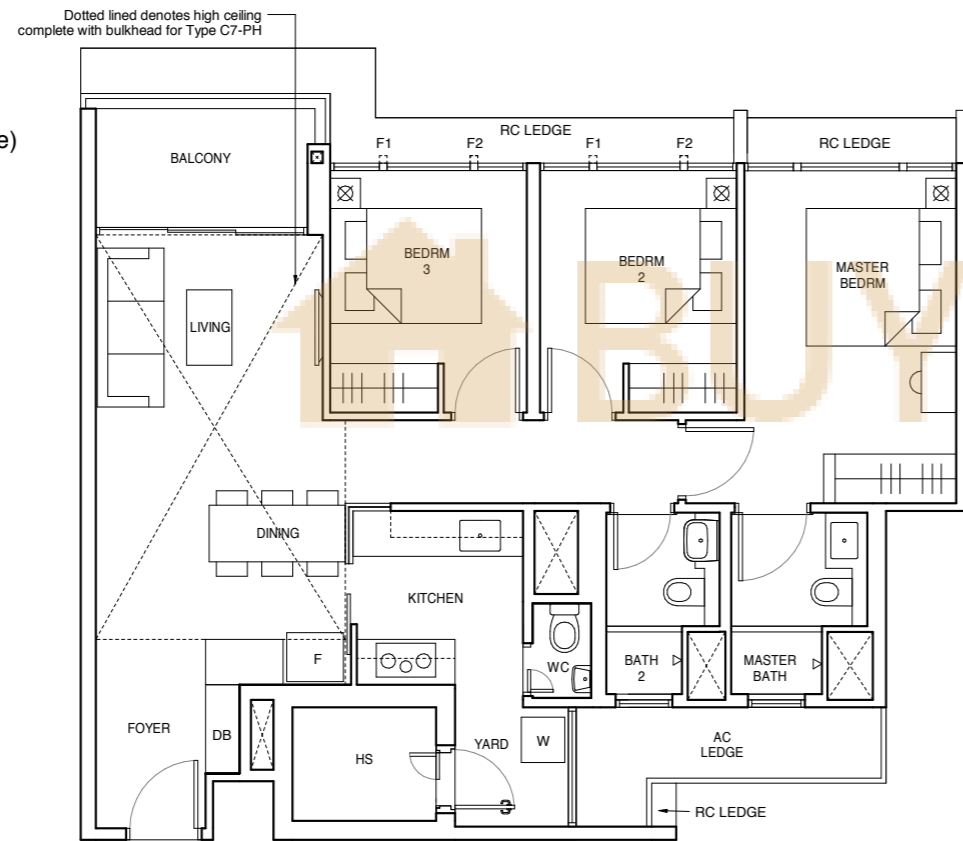 Dotted lined denotes high ceiling
complete with bulkhead for Type C7-PH
e)
BALCONY
RC LEDGE
RC LEDGE
F1
F2
F1
F2
BEDRM
3
BEDRM
2
MASTER
BEDRM
LIVING
BUY
DINING
KITCHEN
F
WC
BATH
2
MASTER
BATH
FOYER
DB
HS
YARD
W
AC
LEDGE
RC LEDGE